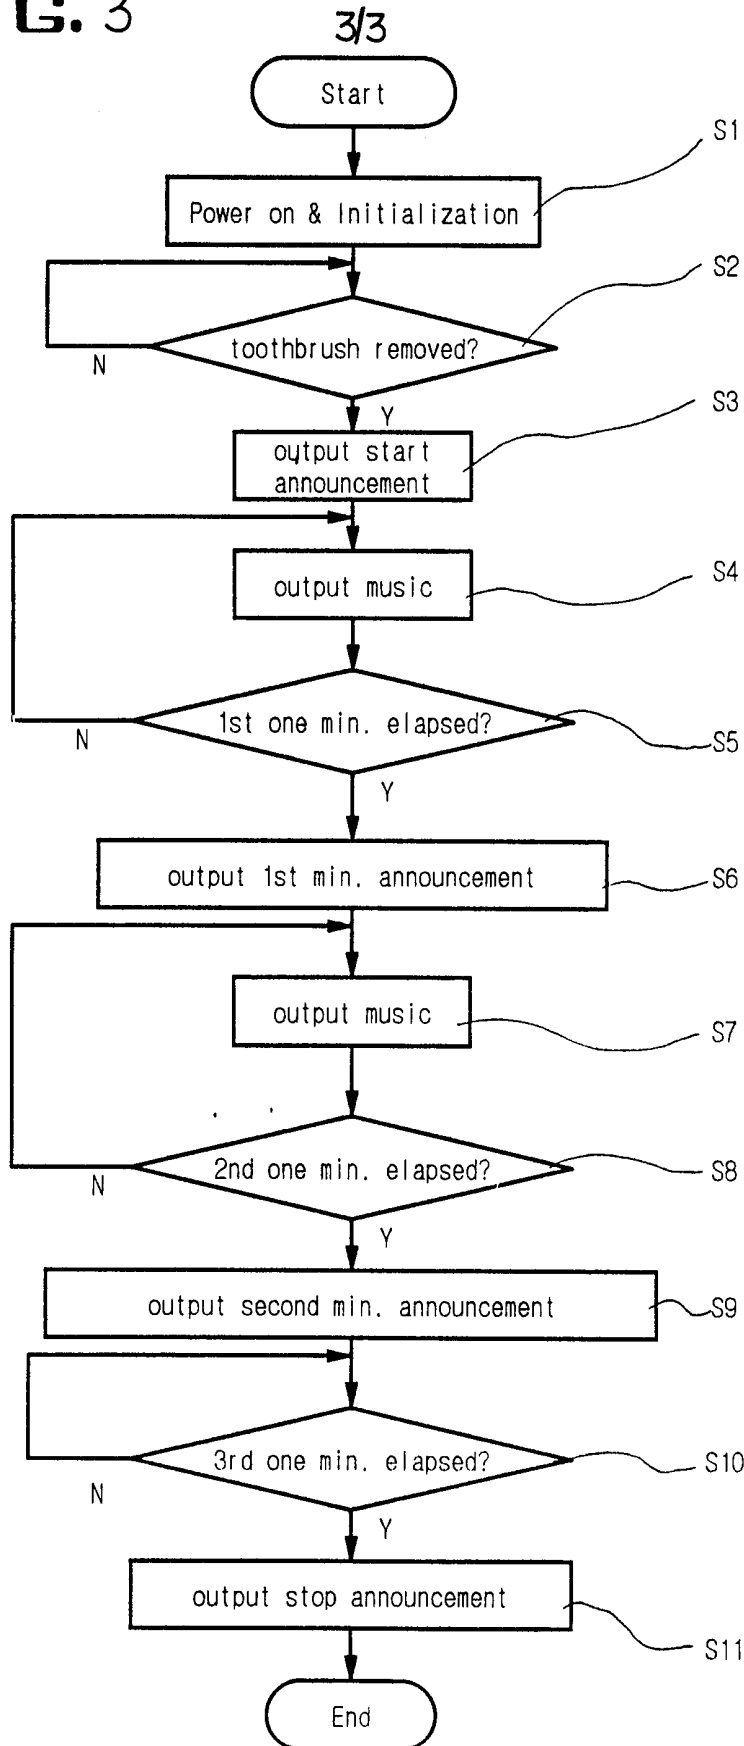 G. 3
3/3
Start
S1
Power on & Initialization
S2
toothbrush removed?
N
Y
S3
output start
announcement
S4
output music
1st one min. elapsed?
N
S5
Y
output 1st min. announcement
S6
output music
S7
2nd one min. elapsed?
S8
N
Y
output second min. announcement
S9
3rd one min. elapsed?
S10
N
Y
output stop announcement
S11
End